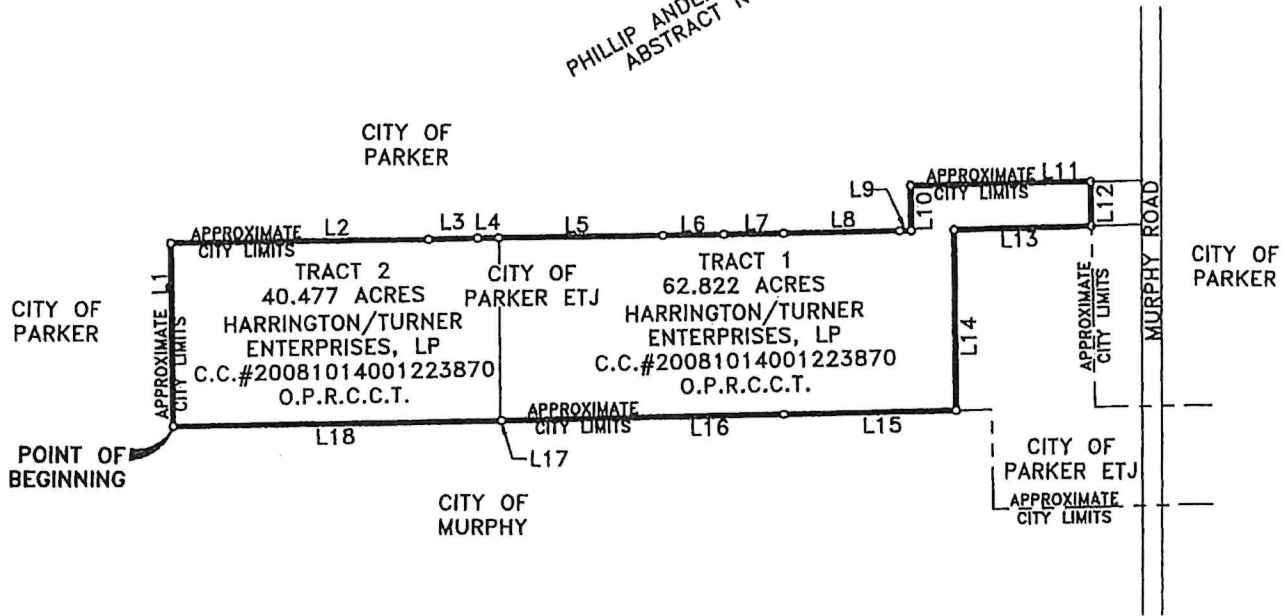 PHILLIP
ABSTRACT
CITY OF
PARKER
APPROXIMATE L11
CITY LIMITS
L9
L10
L12
MURPHY ROAD
APPROXIMATE
CITY LIMITS
L2
L3
L4
L5
L6
L7
L8
L13
CITY OF
PARKER
CITY OF
PARKER
APPROXIMATE L1
CITY LIMITS
TRACT 2
40.477 ACRES
HARRINGTON/TURNER
ENTERPRISES, LP
C.C.#20081014001223870
O.P.R.C.C.T.
CITY OF
PARKER ETJ
TRACT 1
62.822 ACRES
HARRINGTON/TURNER
ENTERPRISES, LP
C.C.#20081014001223870
O.P.R.C.C.T.
L14
APPROXIMATE
CITY LIMITS
POINT OF
BEGINNING
L18
APPROXIMATE
CITY LIMITS
L16
L15
L17
CITY OF
MURPHY
CITY OF
PARKER ETJ
APPROXIMATE
CITY LIMITS